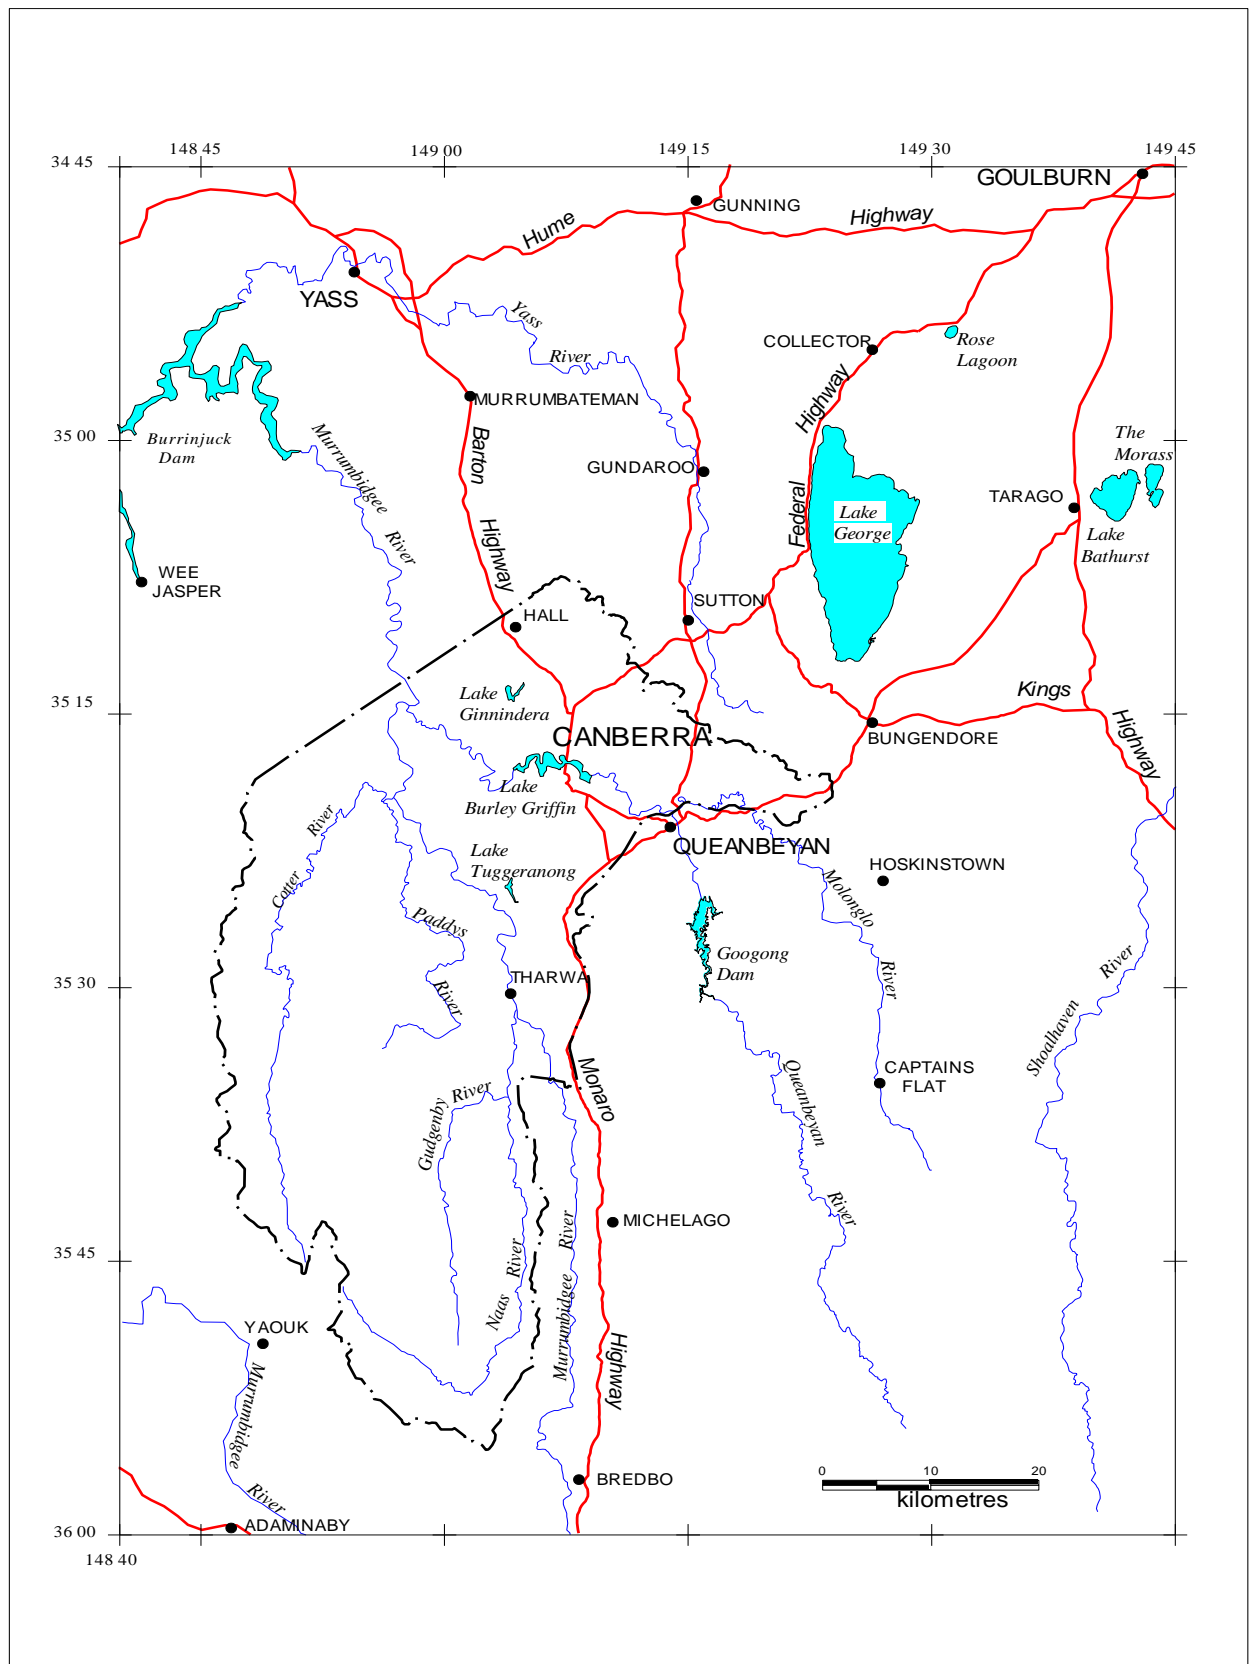 148 45
149 00
149 15
149 30
149 45
34 45
GOULBURN
GUNNING
Hume
Highway
YASS
Yass
River
COLLECTOR
Rose
Lagoon
Highway
MURRUMBATEMAN
35 00
Burrinjuck
Dam
Murrumbidgee
River
Barton
Highway
GUNDAROO
The
Morass
TARAGO
Lake
Bathurst
Federal
Lake
George
WEE
JASPER
HALL
SUTTON
35 15
Lake
Ginnindera
CANBERRA
Kings
Highway
BUNGENDORE
Lake
Burley Griffin
River
Cotter
QUEANBEYAN
Lake
Tuggeranong
HOSKINSTOWN
Molonglo
River
Paddys
River
Googong
Dam
River
Shoalhaven
35 30
THARWA
Monaro
Highway
Queanbeyan
River
CAPTAINS
FLAT
Gudgenby River
MICHELAGO
35 45
Naas
River
Murrumbidgee
River
YAOUK
Murrumbidgee
River
BREDBO
0
10
20
kilometres
ADAMINABY
36 00
148 40